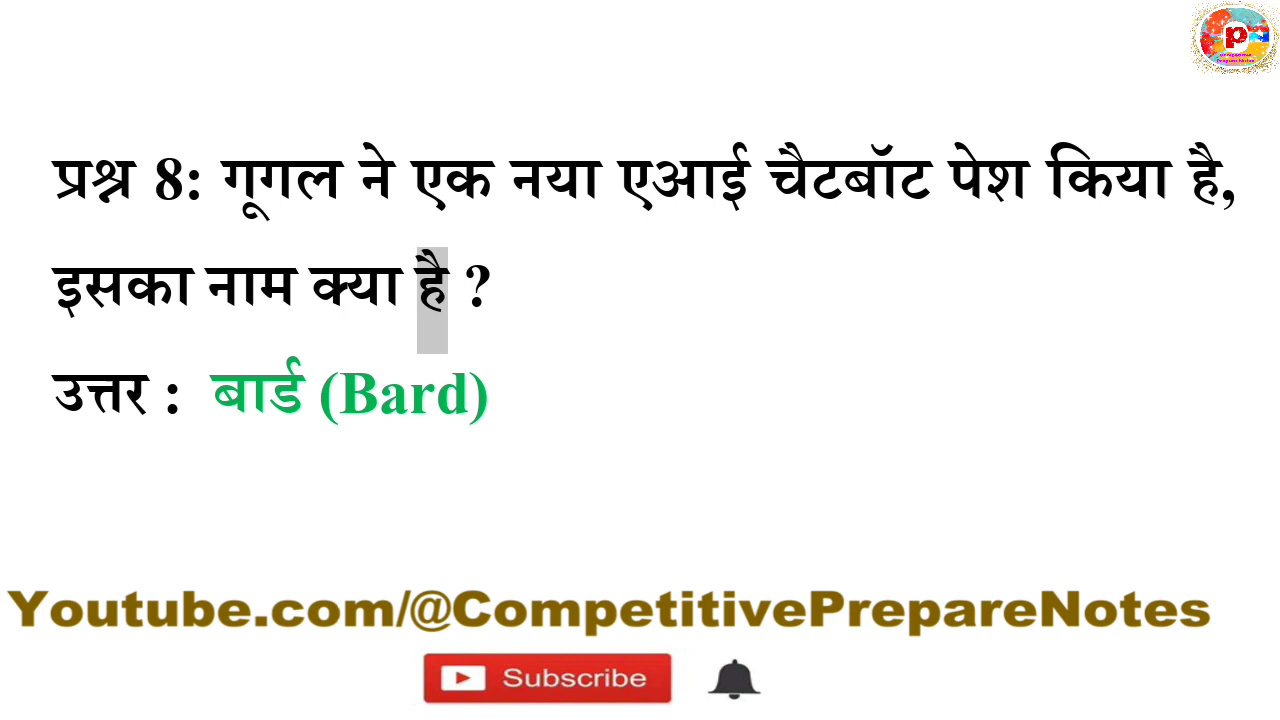 प्रश्न 8: गूगल ने एक नया एआई चैटबॉट पेश किया है,
इसका नाम क्या है ?
उत्तर : बार्ड (Bard)
Youtube.com/@CompetitivePrepareNotes
Subscribe